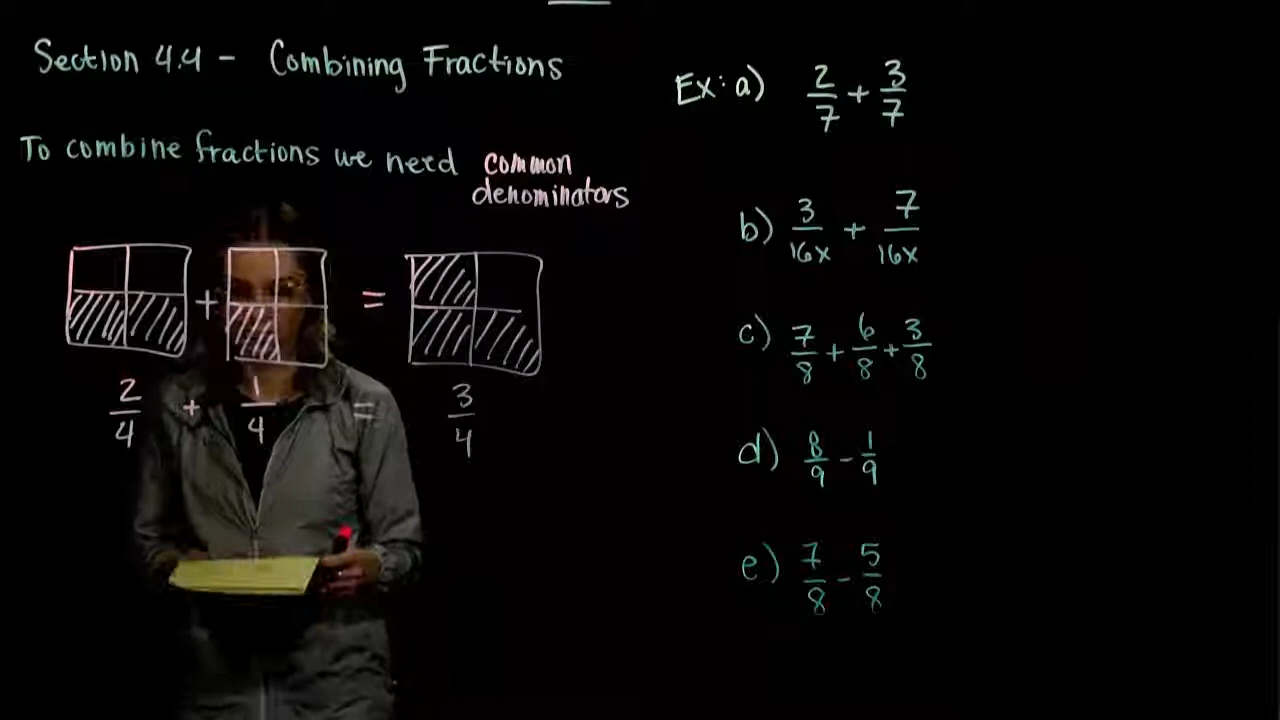 Section 4.4 - Combining Fractions
To combine fractions we need common denominators
+ =
2/4 + 1/4 = 3/4
Ex: a) 2/7 + 3/7
b) 3/16x + 7/16x
c) 7/8 + 6/8 + 3/8
d) 8/9 - 1/9
e) 7/8 - 5/8